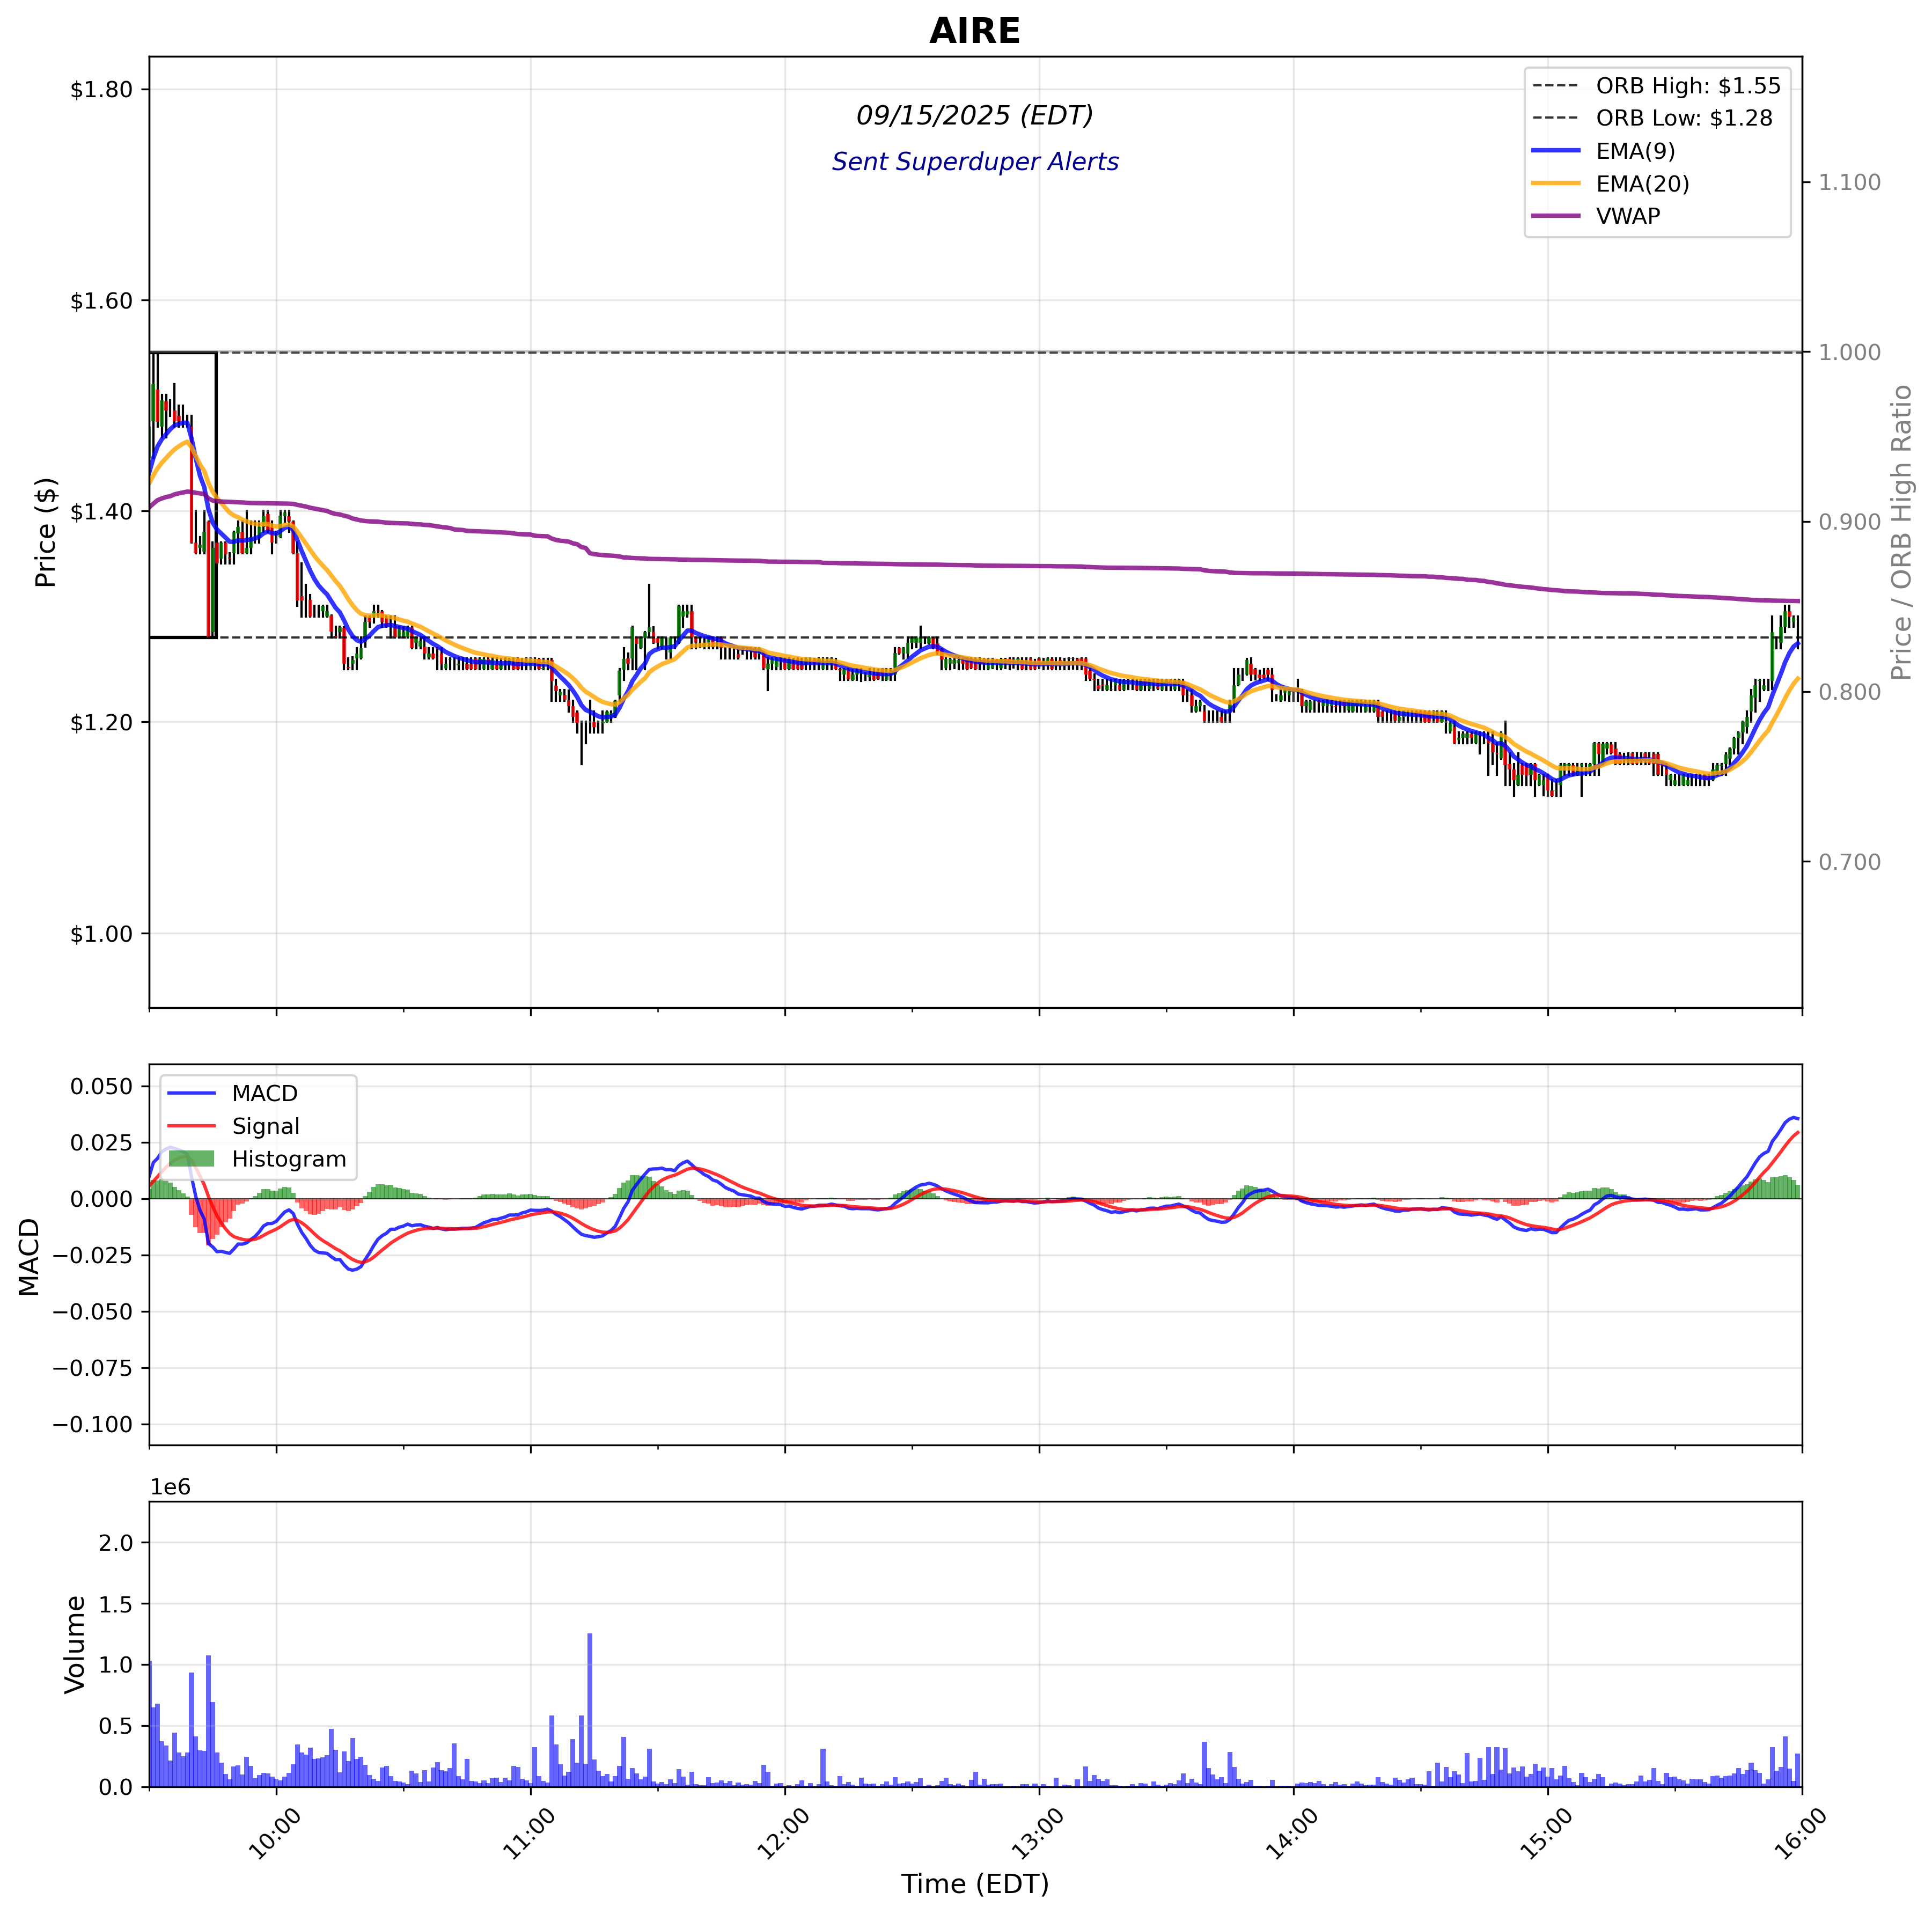 AIRE
09/15/2025 (EDT)
Sent Superduper Alerts
ORB High: $1.55
ORB Low: $1.28
EMA(9)
EMA(20)
VWAP
$1.80
$1.60
$1.40
$1.20
$1.00
Price ($)
1.100
1.000
0.900
0.800
0.700
Price / ORB High Ratio
MACD
Signal
Histogram
0.050
0.025
0.000
−0.025
−0.050
−0.075
−0.100
MACD
1e6
2.0
1.5
1.0
0.5
0.0
Volume
10:00
11:00
12:00
13:00
14:00
15:00
16:00
Time (EDT)